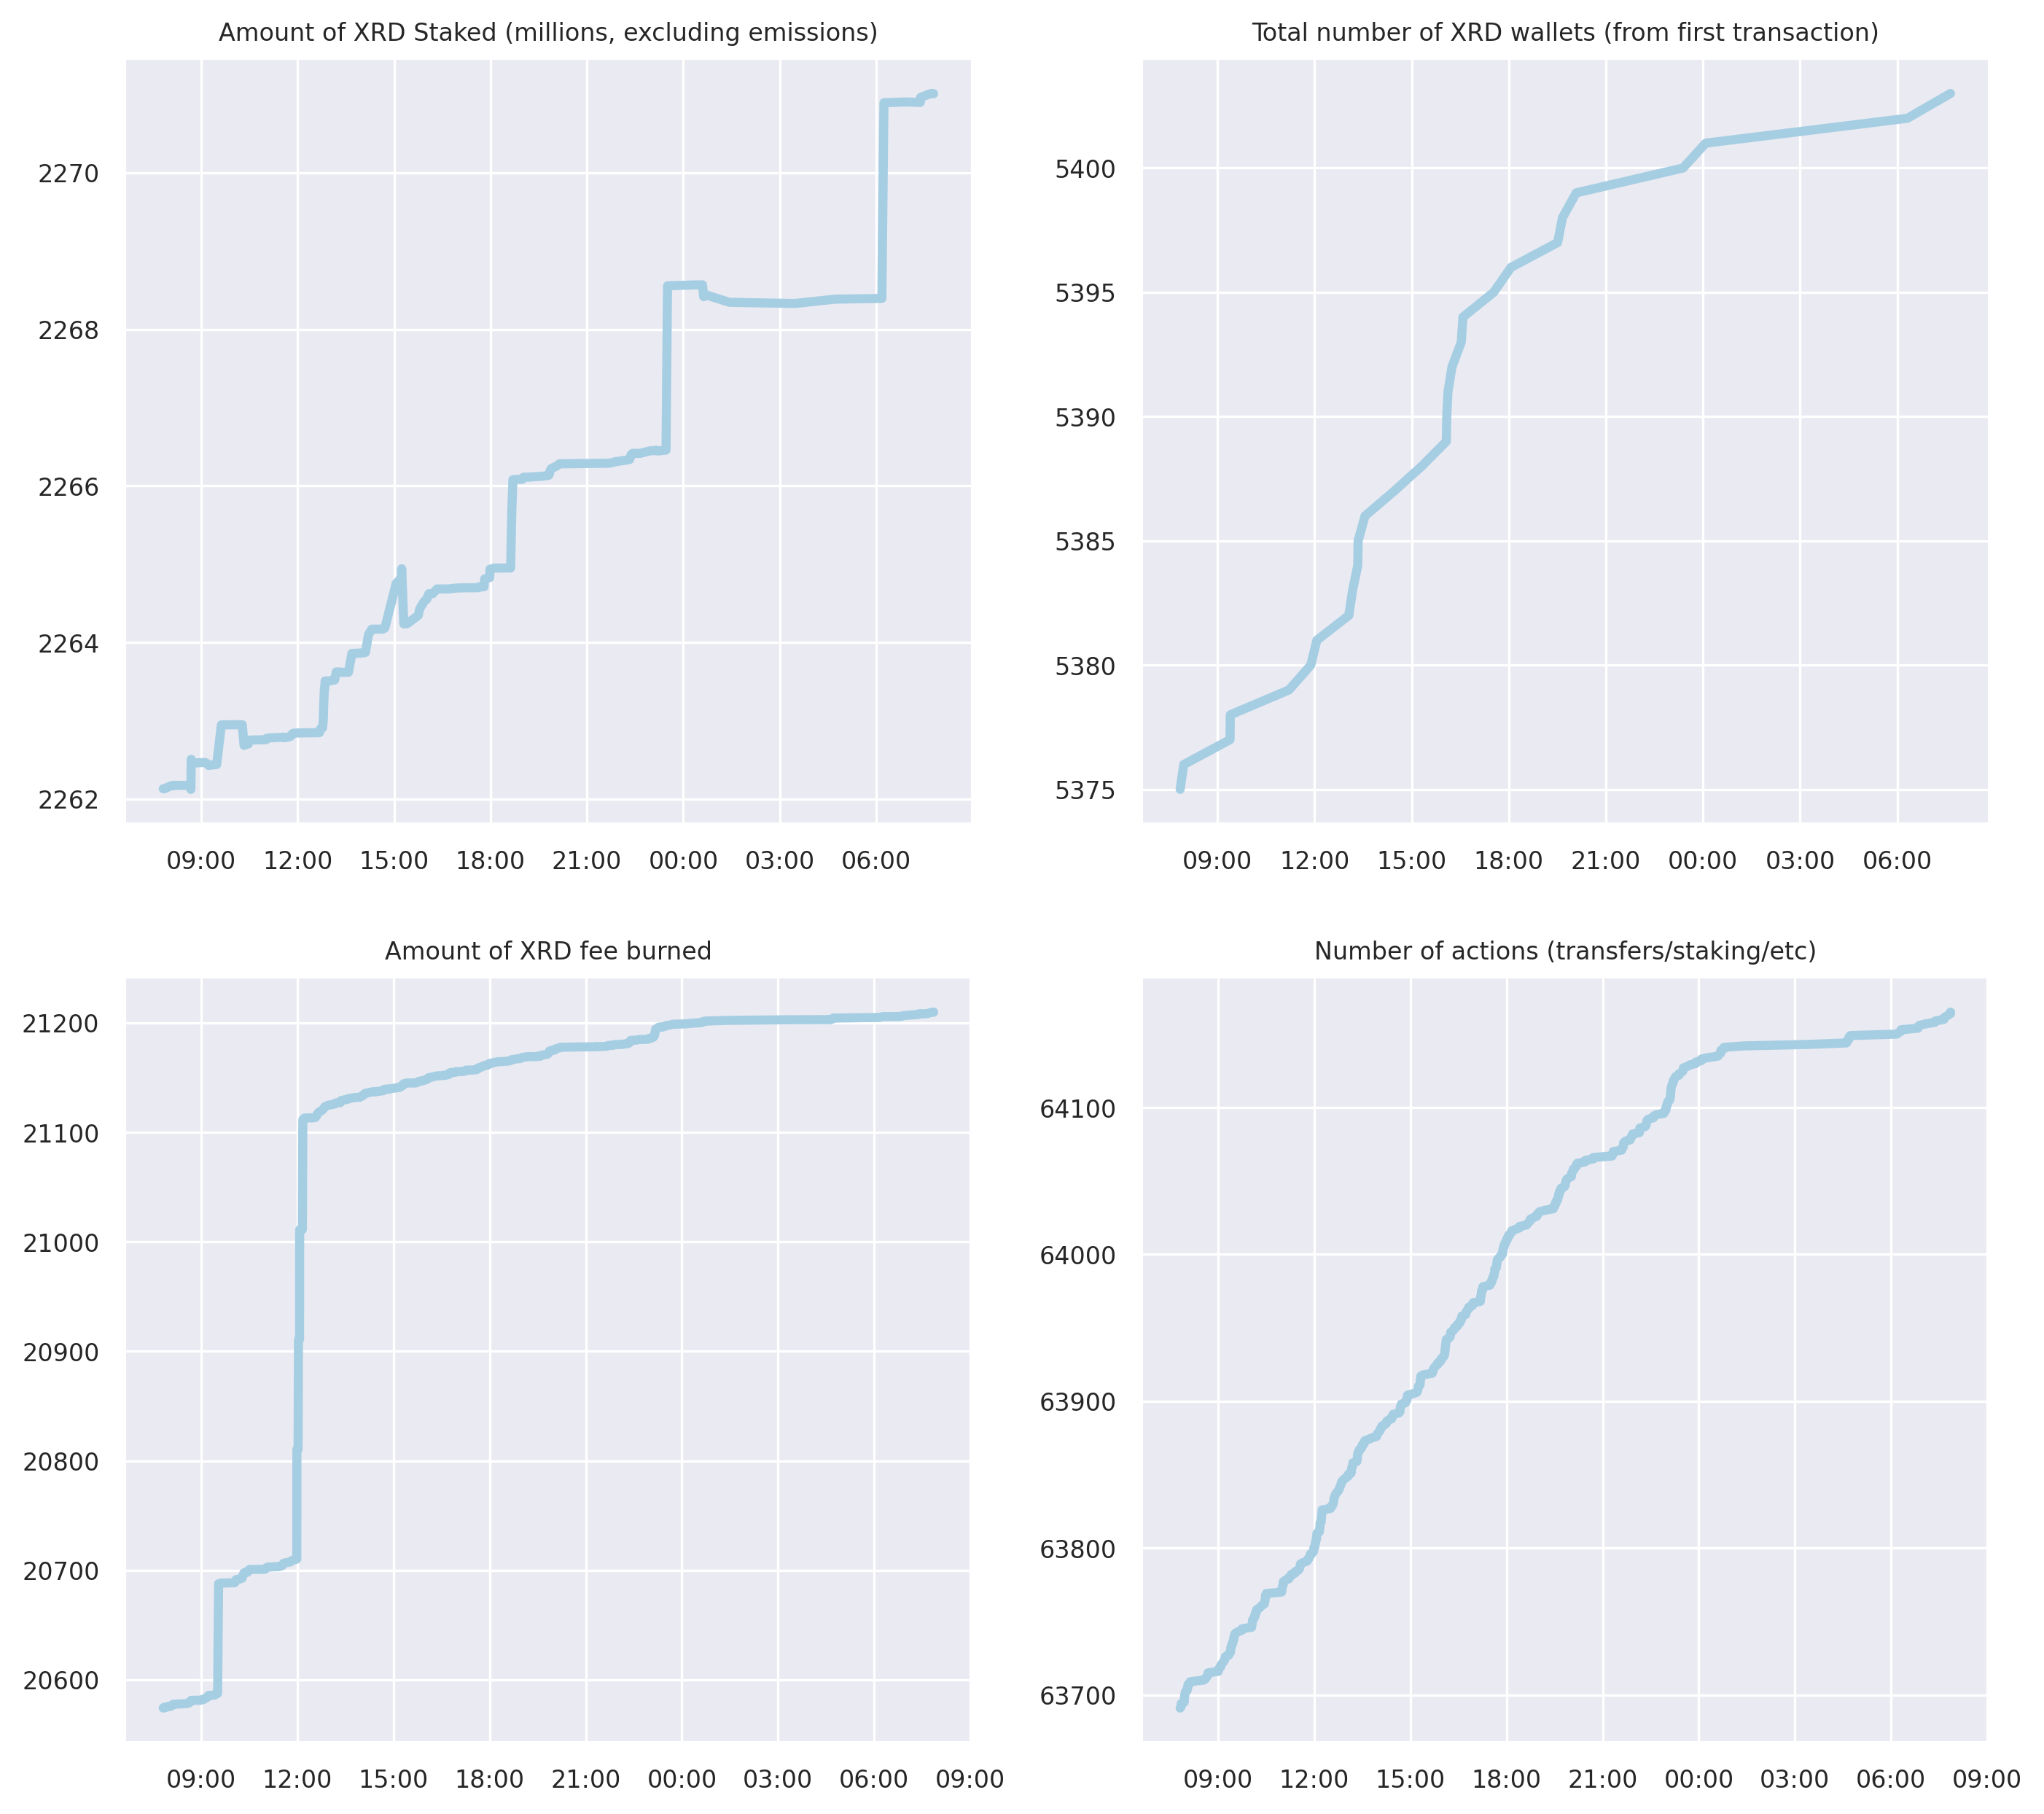 Amount of XRD Staked (millions, excluding emissions)
2270
2268
2266
2264
2262
09:00 12:00 15:00 18:00 21:00 00:00 03:00 06:00
Total number of XRD wallets (from first transaction)
5400
5395
5390
5385
5380
5375
09:00 12:00 15:00 18:00 21:00 00:00 03:00 06:00
Amount of XRD fee burned
21200
21100
21000
20900
20800
20700
20600
09:00 12:00 15:00 18:00 21:00 00:00 03:00 06:00 09:00
Number of actions (transfers/staking/etc)
64100
64000
63900
63800
63700
09:00 12:00 15:00 18:00 21:00 00:00 03:00 06:00 09:00